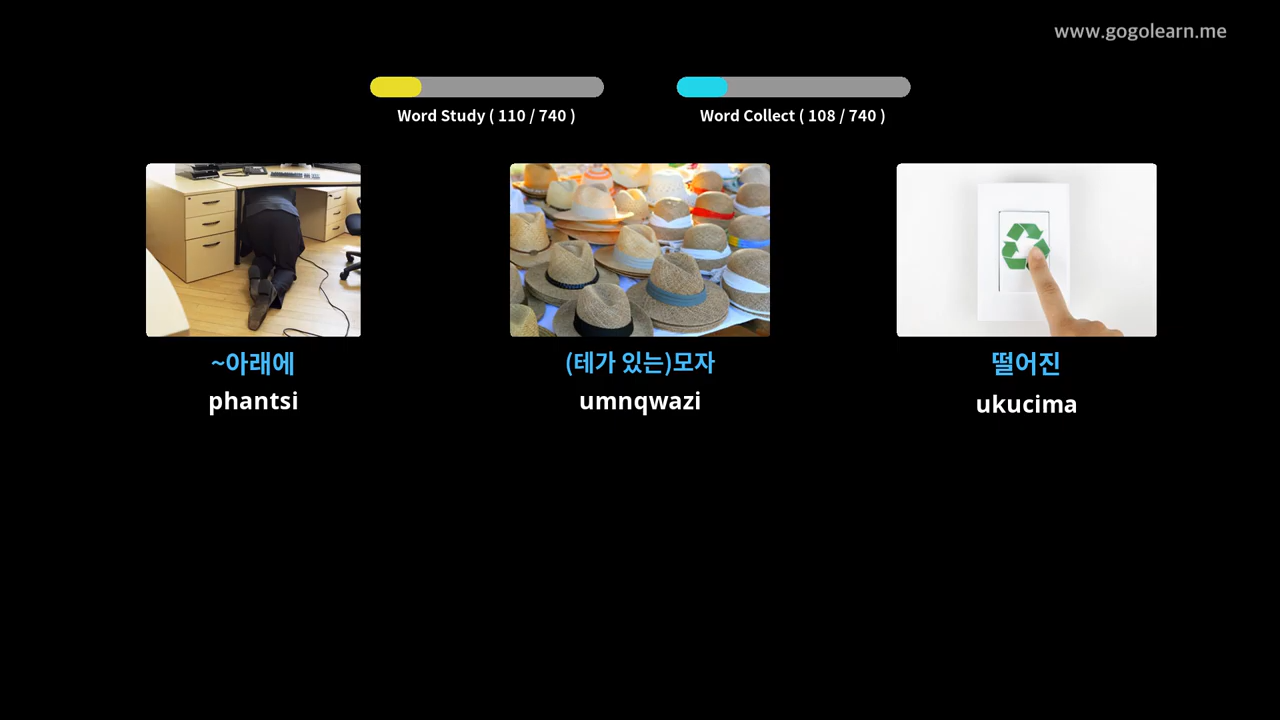 www.gogolearn.me
Word Study ( 110 / 740 )
Word Collect ( 108 / 740 )
~아래에
(테가 있는)모자
떨어진
phantsi
umnqwazi
ukucima